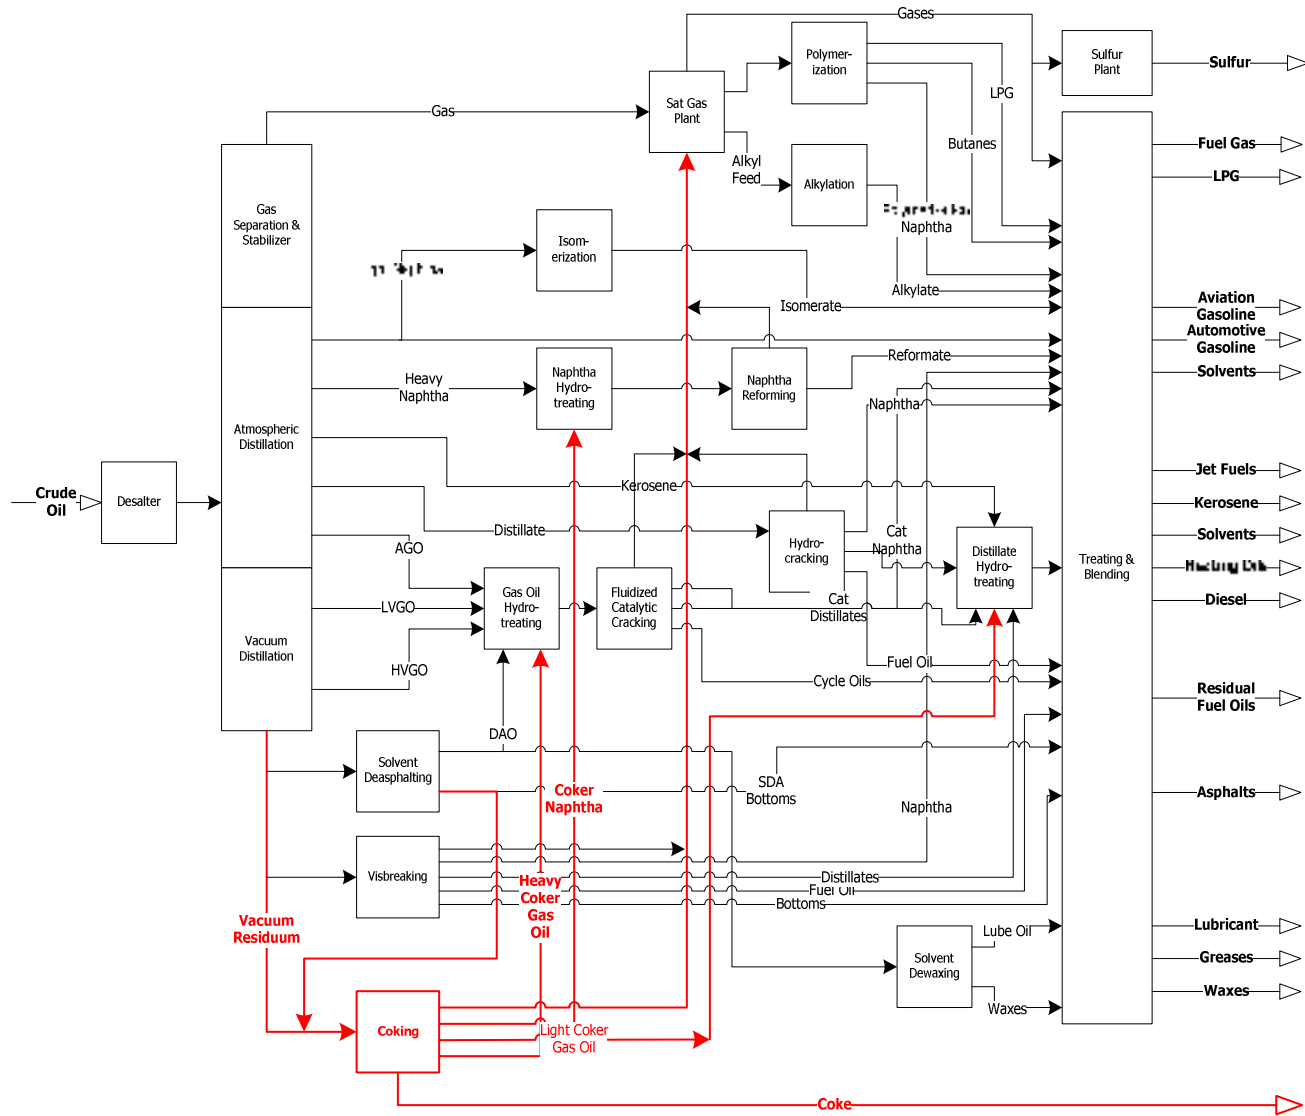 Gases
Polymer-
ization
Sulfur
Plant
Sulfur
LPG
Gas
Sat Gas
Plant
Butanes
Fuel Gas
LPG
Alkyl
Feed
Alkylation
Gas
Separation &
Stabilizer
Naphtha
Isom-
erization
Alkylate
Isomerate
Aviation
Gasoline
Automotive
Gasoline
Reformate
Solvents
Heavy
Naphtha
Naphtha
Hydro-
treating
Naphtha
Reforming
Naphtha
Atmospheric
Distillation
Jet Fuels
Kerosene
Crude
Oil
Desalter
Kerosene
Distillate
Hydro-
cracking
Cat
Naphtha
Distillate
Hydro-
treating
Treating &
Blending
Solvents
Diesel
AGO
LVGO
HVGO
Gas Oil
Hydro-
treating
Fluidized
Catalytic
Cracking
Cat
Distillates
Vacuum
Distillation
Fuel Oil
Cycle Oils
Residual
Fuel Oils
DAO
Solvent
Deasphalting
Coker
Naphtha
SDA
Bottoms
Naphtha
Asphalts
Visbreaking
Distillates
Fuel Oil
Bottoms
Heavy
Coker
Gas
Oil
Vacuum
Residuum
Lube Oil
Lubricant
Solvent
Dewaxing
Greases
Waxes
Waxes
Coking
Light Coker
Gas Oil
Coke